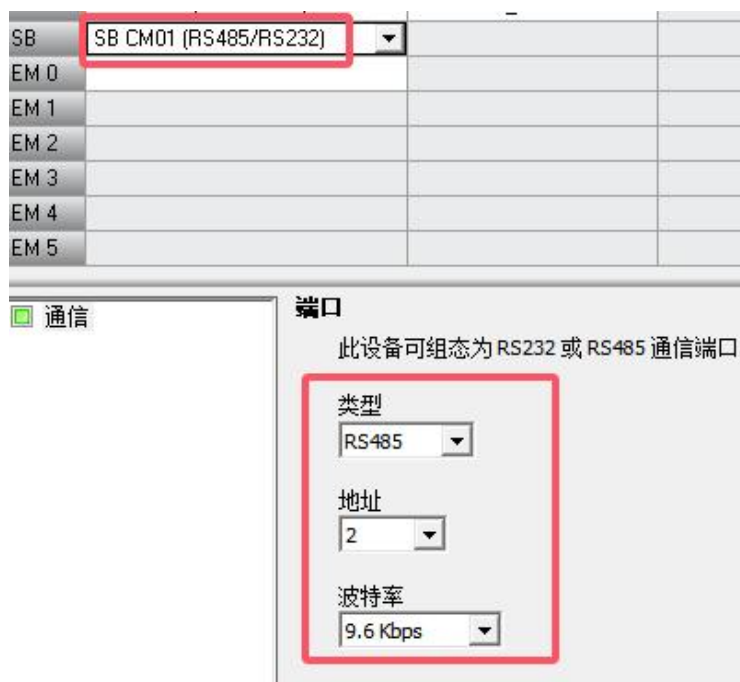 SB SB CM01 (RS485/RS232)
EM 0
EM 1
EM 2
EM 3
EM 4
EM 5
通信
端口
此设备可组态为 RS232 或 RS485 通信端口
类型
RS485
地址
2
波特率
9.6 Kbps